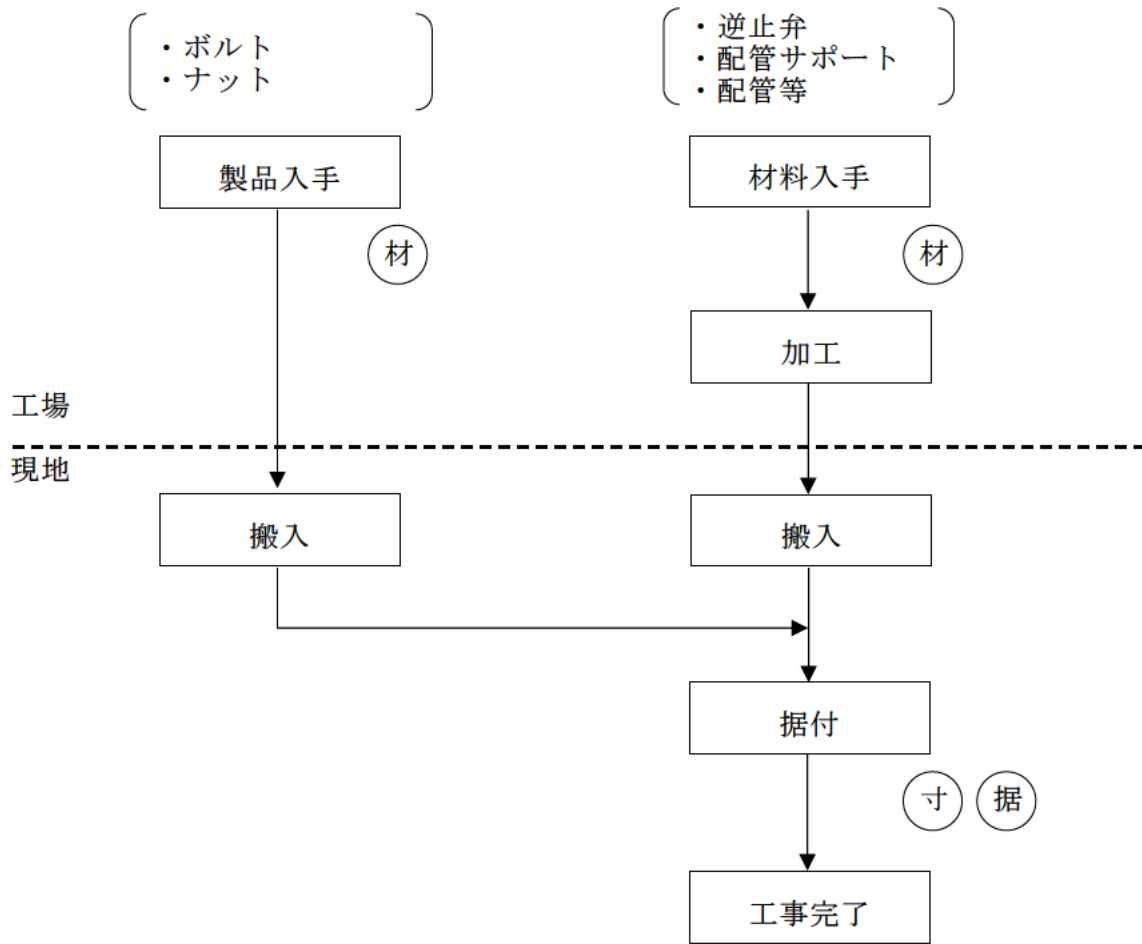 ・ボルト
・ナット
・逆止弁
・配管サポート
・配管等
製品入手
材料入手
材
材
加工
工場
現地
搬入
搬入
据付
寸
据
工事完了